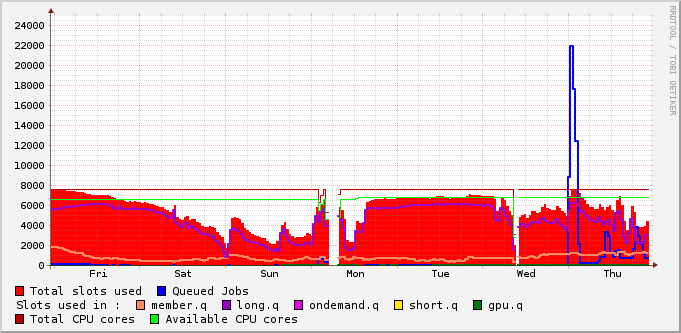 24000
22000
20000
18000
16000
14000
12000
10000
8000
6000
4000
2000
0
Fri Sat Sun Mon Tue Wed Thu
Total slots used Queued Jobs
Slots used in : member.q long.q ondemand.q short.q gpu.q
Total CPU cores Available CPU cores
RRDTOOL / TOBI OETIKER